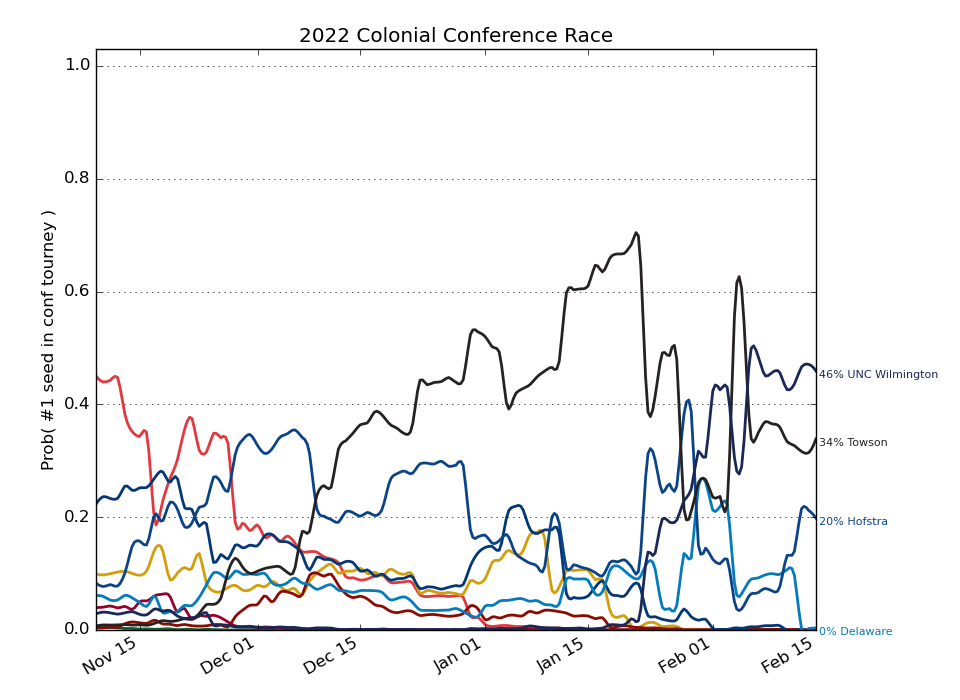 2022 Colonial Conference Race
Prob( #1 seed in conf tourney )
1.0
0.8
0.6
0.4
0.2
0.0
46% UNC Wilmington
34% Towson
20% Hofstra
0% Delaware
Nov 15
Dec 01
Dec 15
Jan 01
Jan 15
Feb 01
Feb 15